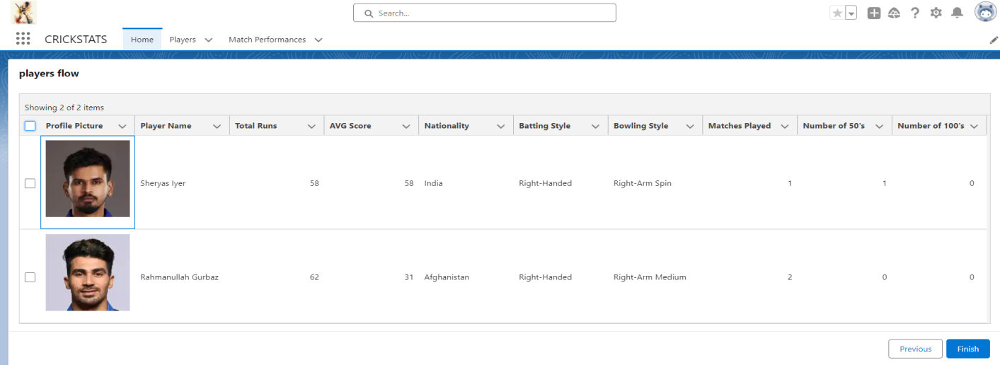 Search...
CRICKSTATS Home Players Match Performances
players flow
Showing 2 of 2 items
Profile Picture Player Name Total Runs AVG Score Nationality Batting Style Bowling Style Matches Played Number of 50's Number of 100's
Sheryas Iyer 58 58 India Right-Handed Right-Arm Spin 1 1 0
Rahmanullah Gurbaz 62 31 Afghanistan Right-Handed Right-Arm Medium 2 0 0
Previous Finish